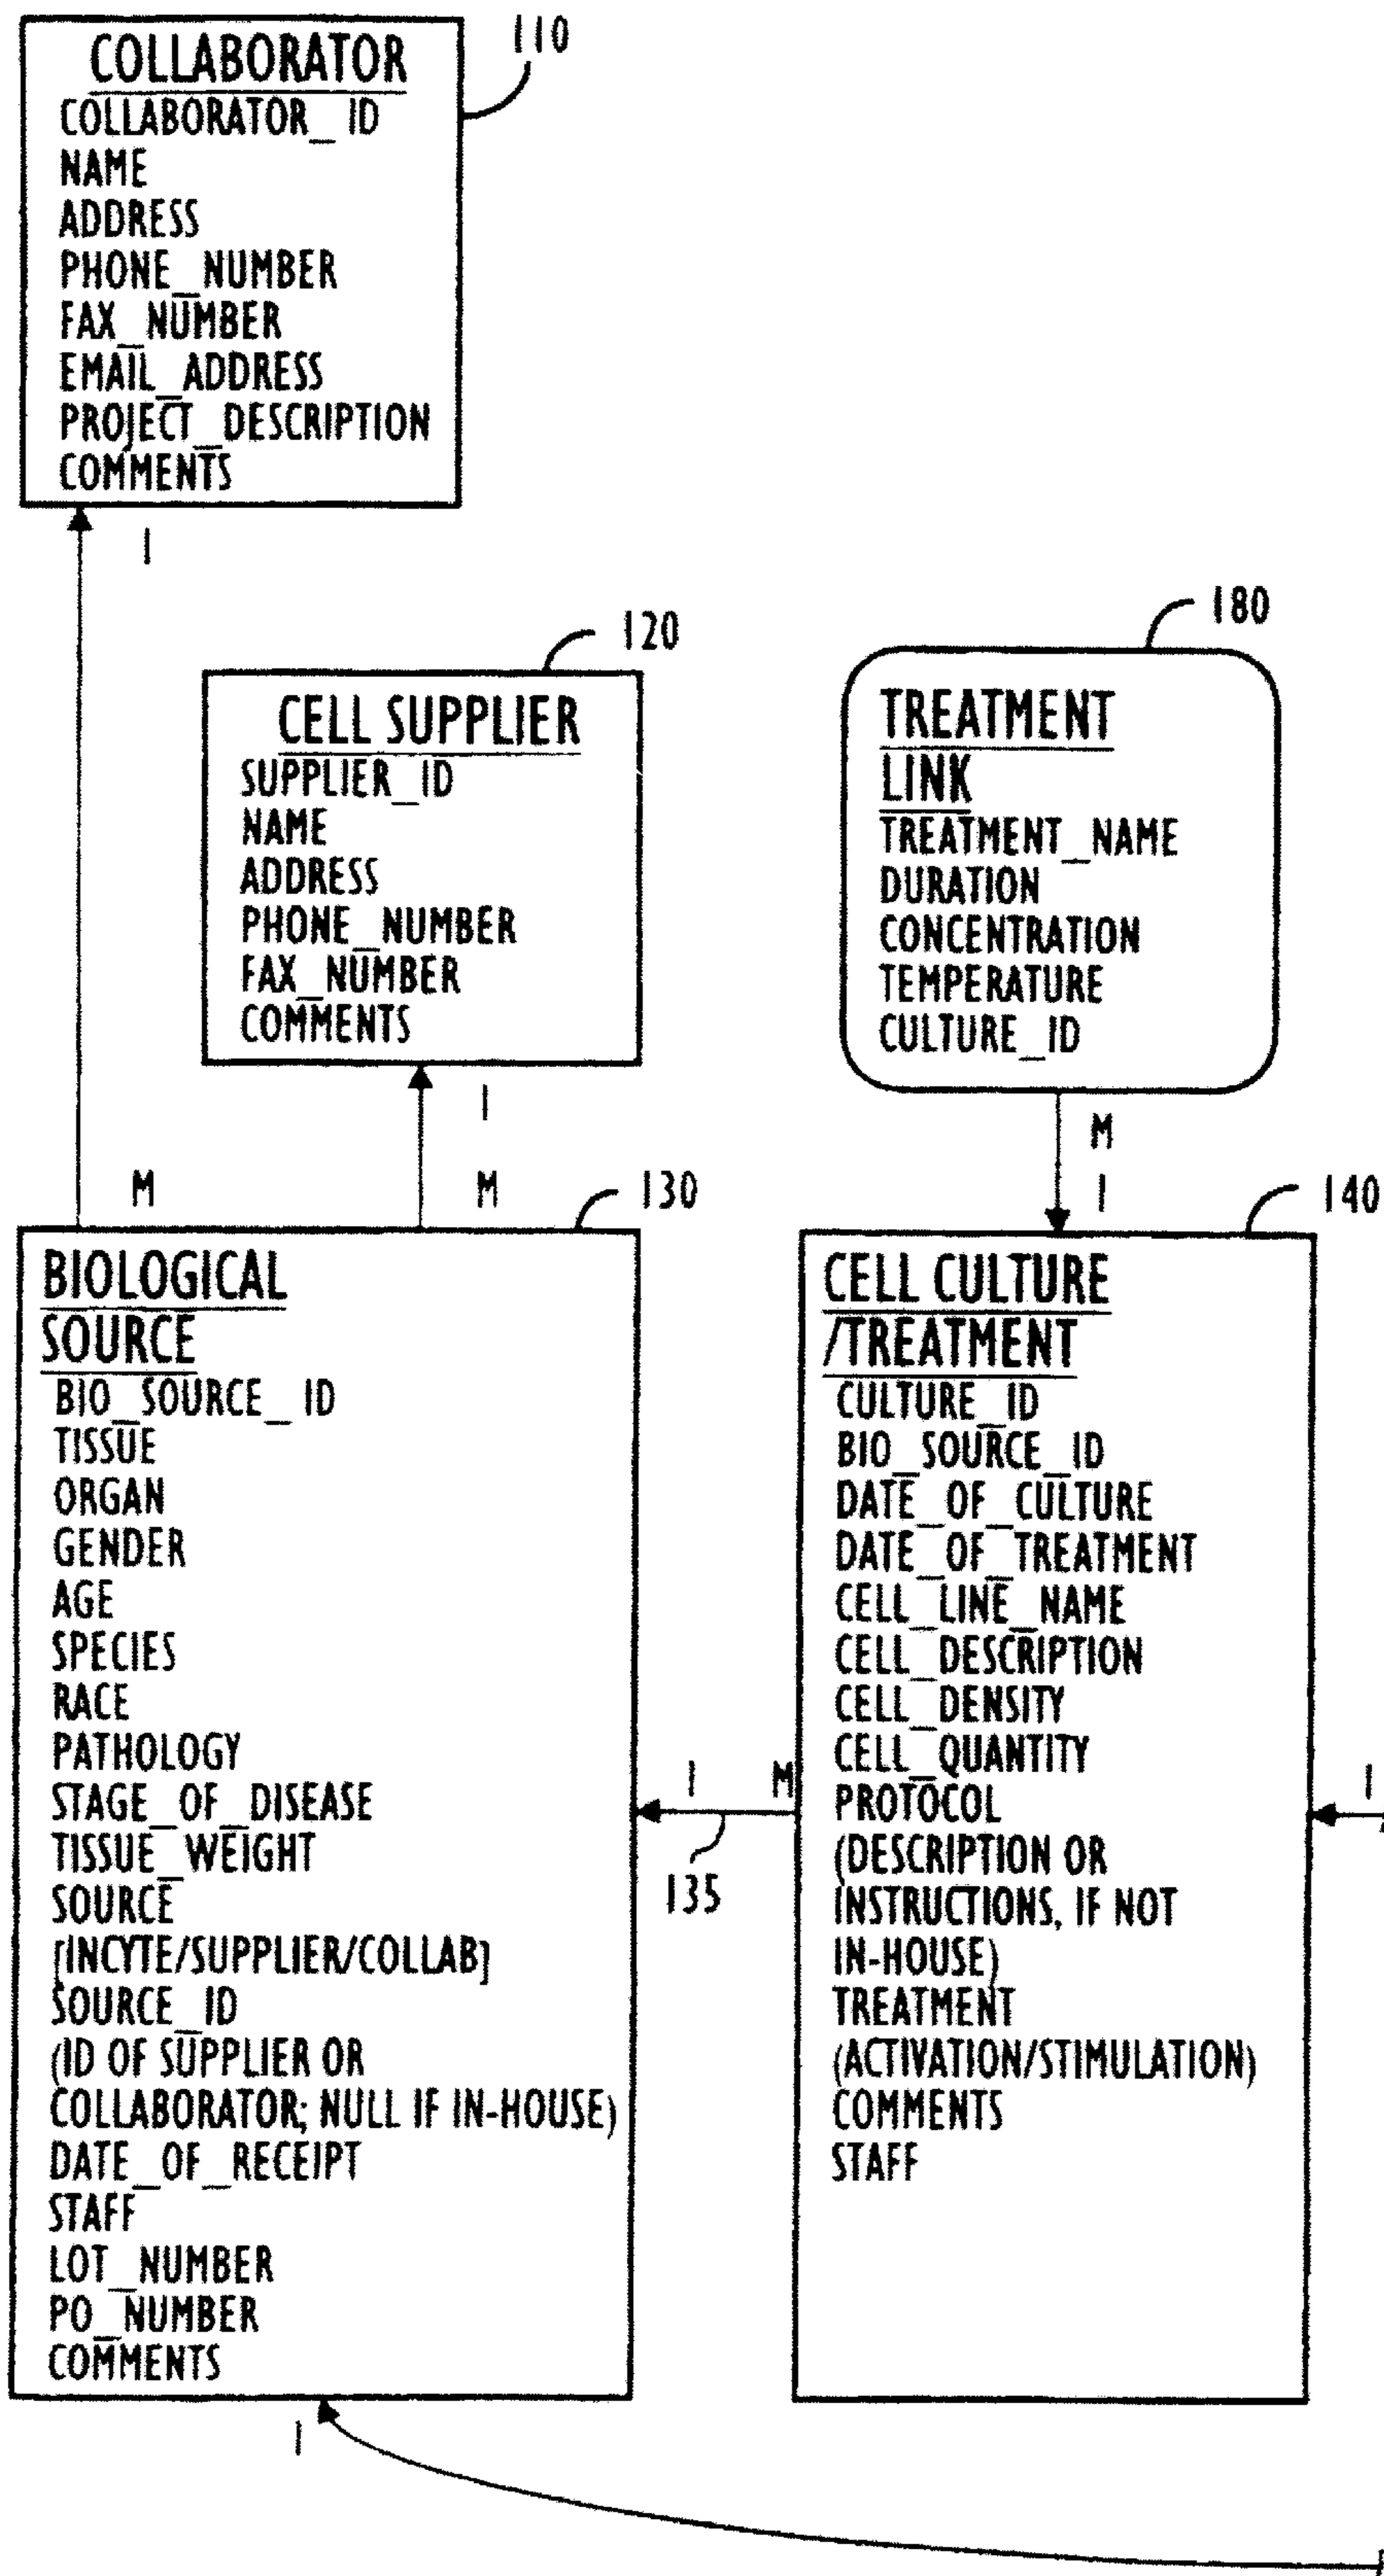 110
COLLABORATOR
COLLABORATOR_ ID
NAME
ADDRESS
PHONE_NUMBER
FAX_NUMBER
EMAIL_ADDRESS
PROJECT_DESCRIPTION
COMMENTS
1
120
CELL SUPPLIER
SUPPLIER_ID
NAME
ADDRESS
PHONE_NUMBER
FAX_NUMBER
COMMENTS
1
180
TREATMENT
LINK
TREATMENT_NAME
DURATION
CONCENTRATION
TEMPERATURE
CULTURE_ID
M
1
M
M
130
BIOLOGICAL
SOURCE
BIO_SOURCE_ ID
TISSUE
ORGAN
GENDER
AGE
SPECIES
RACE
PATHOLOGY
STAGE_OF_DISEASE
TISSUE_WEIGHT
SOURCE
[INCYTE/SUPPLIER/COLLAB]
SOURCE_ID
(ID OF SUPPLIER OR
COLLABORATOR; NULL IF IN-HOUSE)
DATE_OF_RECEIPT
STAFF
LOT_NUMBER
PO_NUMBER
COMMENTS
1
1 M
135
140
CELL CULTURE
/TREATMENT
CULTURE_ID
BIO_SOURCE_ID
DATE_OF_CULTURE
DATE_OF_TREATMENT
CELL_LINE_NAME
CELL_DESCRIPTION
CELL_DENSITY
CELL_QUANTITY
PROTOCOL
(DESCRIPTION OR
INSTRUCTIONS, IF NOT
IN-HOUSE)
TREATMENT
(ACTIVATION/STIMULATION)
COMMENTS
STAFF
1